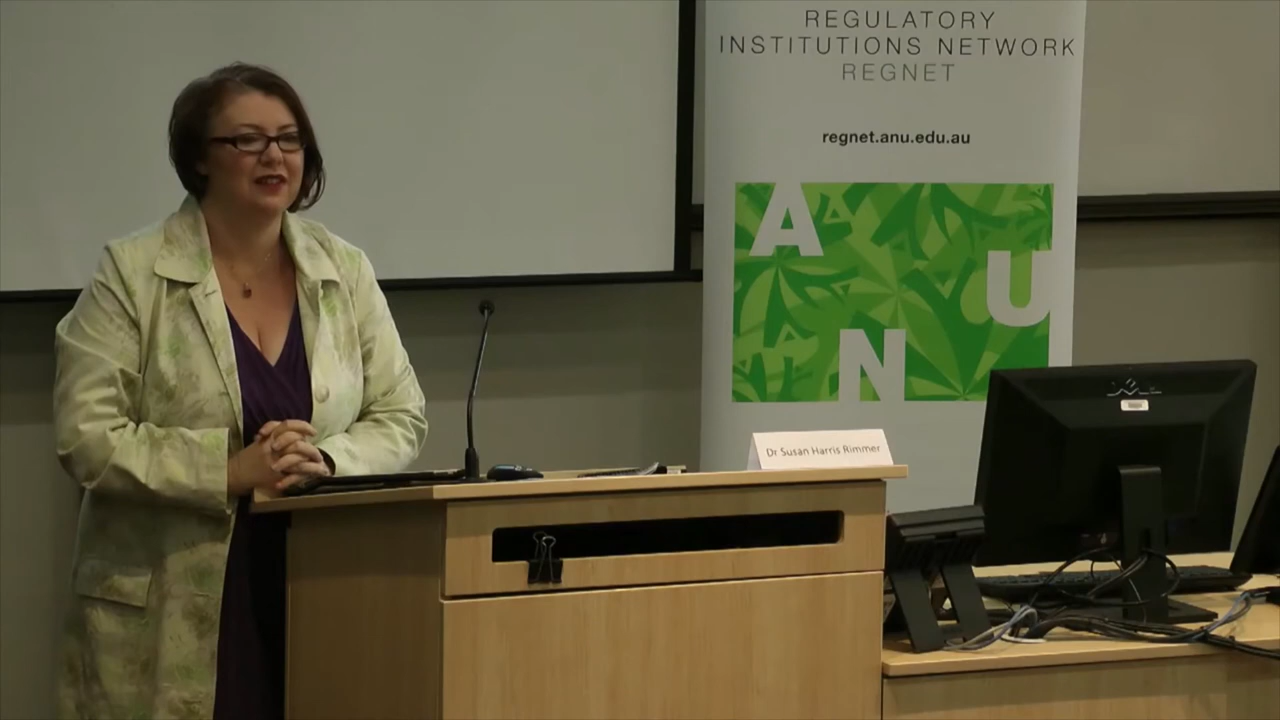 REGULATORY
INSTITUTIONS NETWORK
REGNET
regnet.anu.edu.au
A
U
N
Dr Susan Harris Rimmer